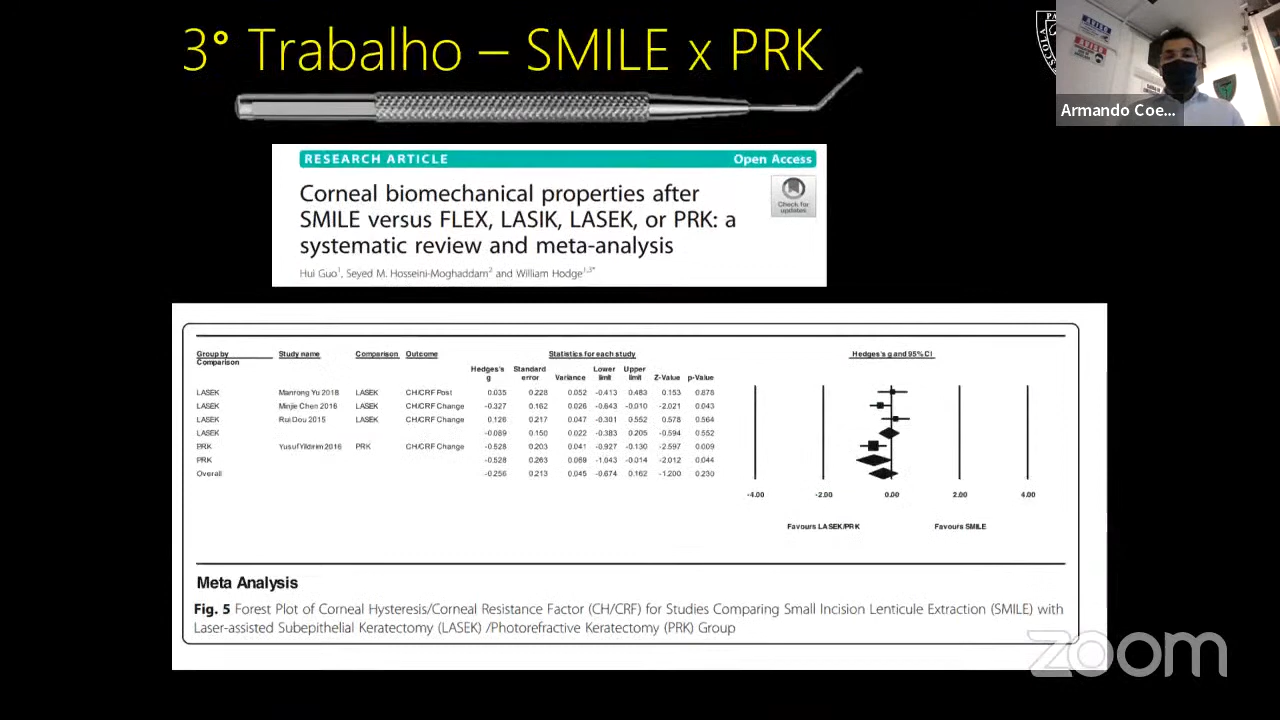 3° Trabalho – SMILE x PRK
Armando Coe...
RESEARCH ARTICLE Open Access
Corneal biomechanical properties after
SMILE versus FLEX, LASIK, LASEK, or PRK: a
systematic review and meta-analysis
Check for
updates
Hui Guo1, Seyed M. Hosseini-Moghaddam2 and William Hodge1,3*
Group by Comparison Study name Comparison Outcome Statistics for each study Hedges's g and 95% CI
Hedges's g Standard error Variance Lower limit Upper limit Z-Value p-Value
LASEK Manrong Yu 2018 LASEK CH/CRF Post 0.035 0.228 0.052 -0.413 0.483 0.153 0.878
LASEK Minjie Chen 2016 LASEK CH/CRF Change -0.327 0.162 0.026 -0.643 -0.010 -2.021 0.043
LASEK Rui Dou 2015 LASEK CH/CRF Change 0.126 0.217 0.047 -0.301 0.552 0.578 0.564
LASEK -0.089 0.150 0.022 -0.383 0.205 -0.594 0.552
PRK Yusuf Yildirim 2016 PRK CH/CRF Change -0.528 0.203 0.041 -0.927 -0.130 -2.597 0.009
PRK -0.528 0.263 0.069 -1.043 -0.014 -2.012 0.044
Overall -0.256 0.213 0.045 -0.674 0.162 -1.200 0.230
-4.00 -2.00 0.00 2.00 4.00
Favours LASEK/PRK Favours SMILE
Meta Analysis
Fig. 5 Forest Plot of Corneal Hysteresis/Corneal Resistance Factor (CH/CRF) for Studies Comparing Small Incision Lenticule Extraction (SMILE) with
Laser-assisted Subepithelial Keratectomy (LASEK) /Photorefractive Keratectomy (PRK) Group
zoom